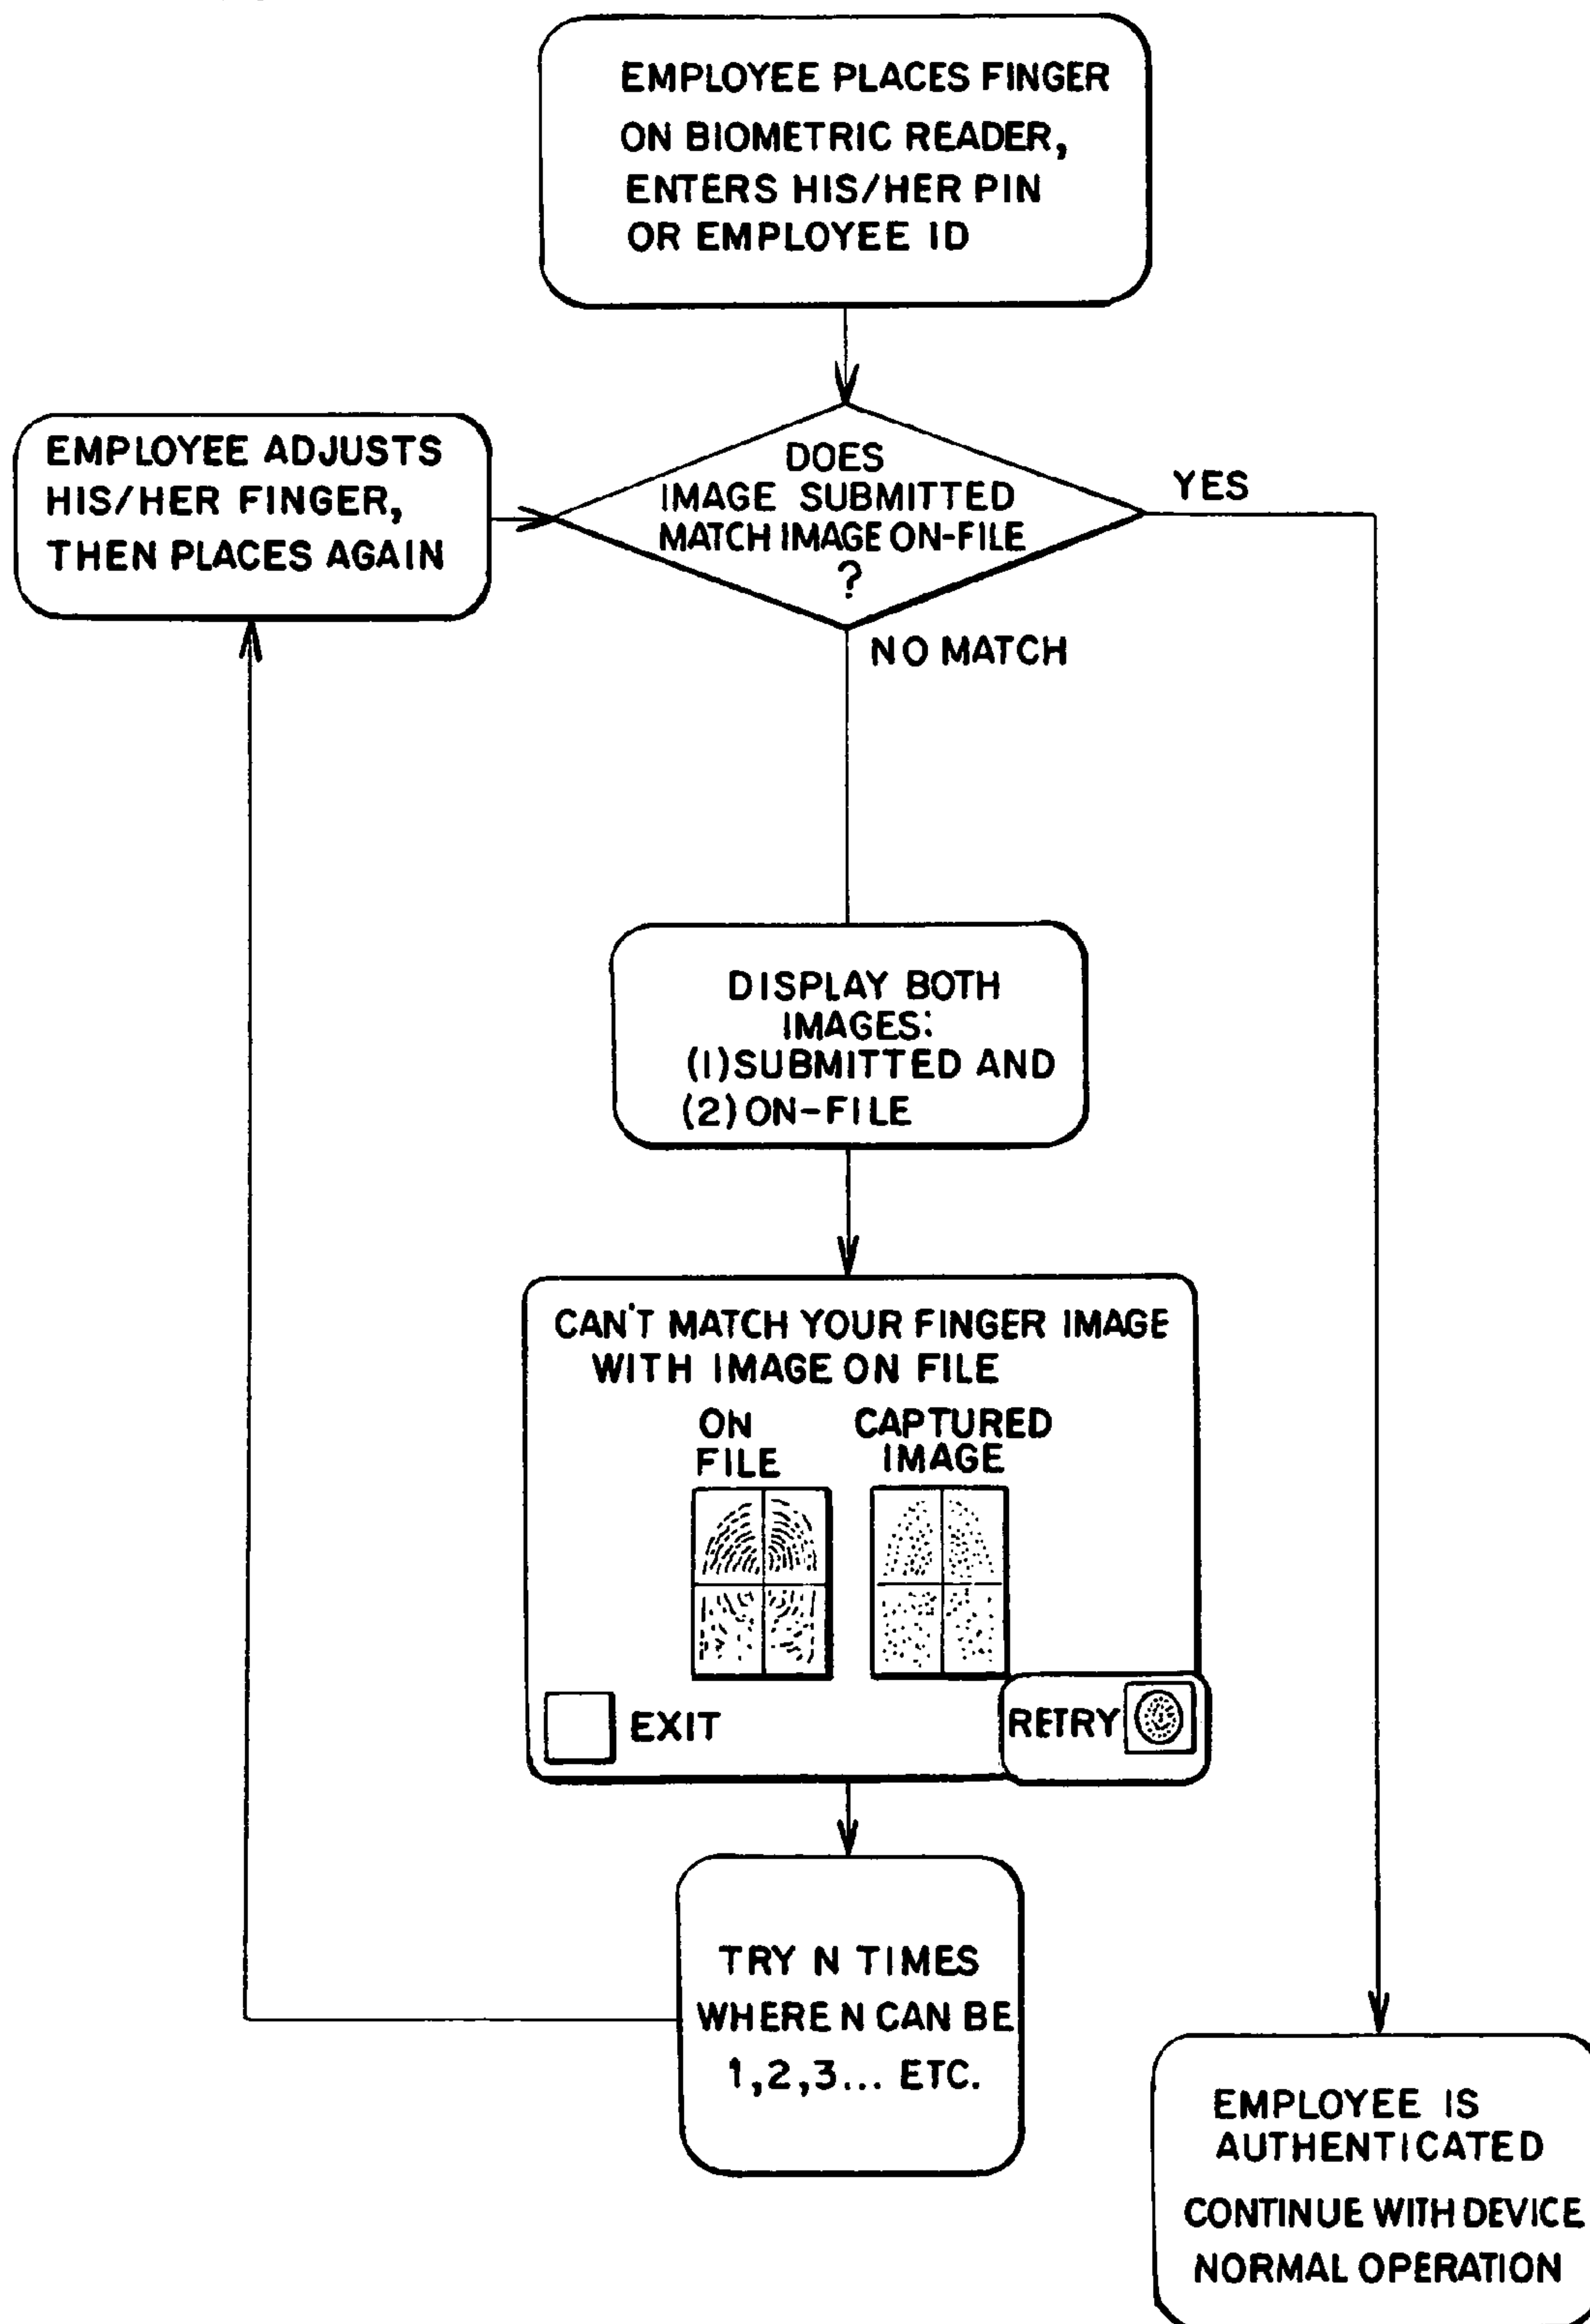 EMPLOYEE PLACES FINGER
ON BIOMETRIC READER,
ENTERS HIS/HER PIN
OR EMPLOYEE ID
EMPLOYEE ADJUSTS
HIS/HER FINGER,
THEN PLACES AGAIN
DOES
IMAGE SUBMITTED
MATCH IMAGE ON-FILE
?
YES
NO MATCH
DISPLAY BOTH
IMAGES:
(1) SUBMITTED AND
(2) ON-FILE
CAN'T MATCH YOUR FINGER IMAGE
WITH IMAGE ON FILE
ON
FILE
CAPTURED
IMAGE
EXIT
RETRY
TRY N TIMES
WHERE N CAN BE
1,2,3... ETC.
EMPLOYEE IS
AUTHENTICATED
CONTINUE WITH DEVICE
NORMAL OPERATION